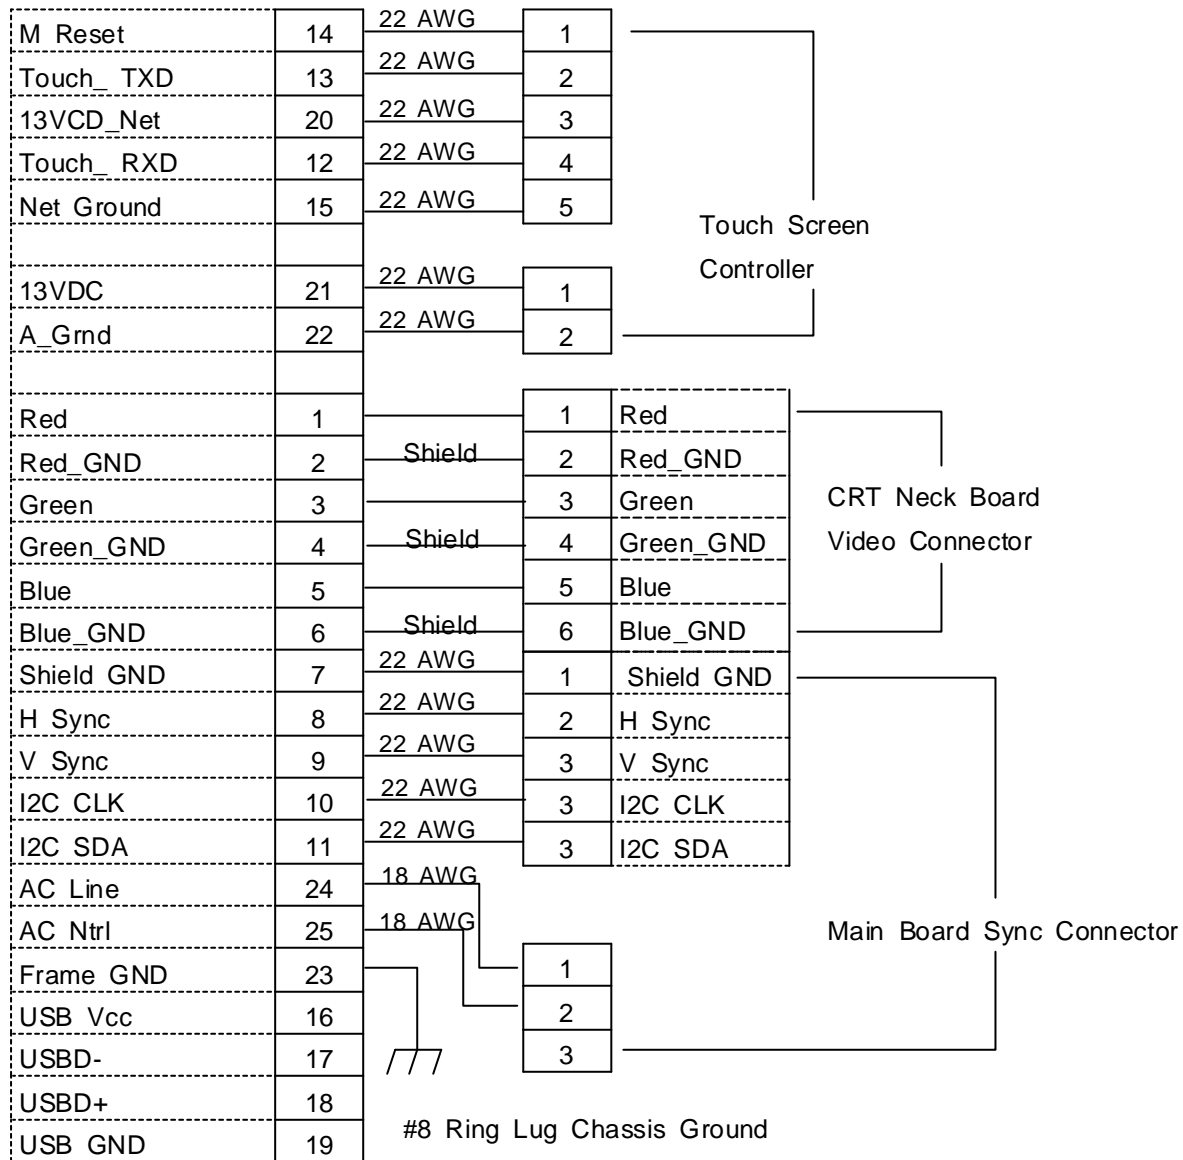 M Reset 14 22 AWG 1
Touch_ TXD 13 22 AWG 2
13VCD_Net 20 22 AWG 3
Touch_ RXD 12 22 AWG 4
Net Ground 15 22 AWG 5
Touch Screen
Controller
13VDC 21 22 AWG 1
A_Grnd 22 22 AWG 2
Red 1 1 Red
Red_GND 2 Shield 2 Red_GND
Green 3 3 Green
Green_GND 4 Shield 4 Green_GND
CRT Neck Board
Video Connector
Blue 5 5 Blue
Blue_GND 6 Shield 6 Blue_GND
Shield GND 7 22 AWG 1 Shield GND
H Sync 8 22 AWG 2 H Sync
V Sync 9 22 AWG 3 V Sync
I2C CLK 10 22 AWG 3 I2C CLK
I2C SDA 11 22 AWG 3 I2C SDA
AC Line 24 18 AWG
AC Ntrl 25 18 AWG
Main Board Sync Connector
Frame GND 23 1
USB Vcc 16 2
USBD- 17 3
USBD+ 18
#8 Ring Lug Chassis Ground
USB GND 19